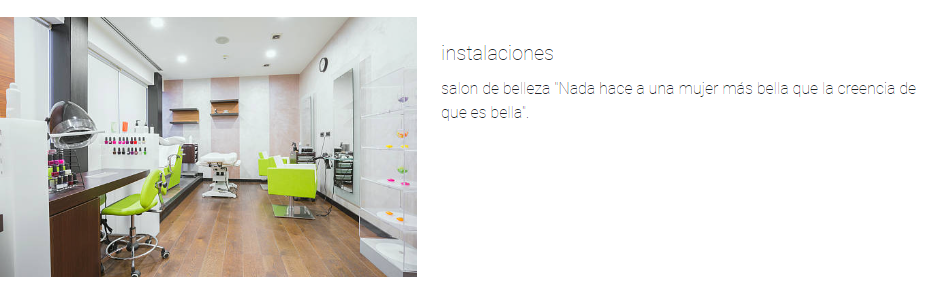 instalaciones
salon de belleza "Nada hace a una mujer más bella que la creencia de
que es bella".